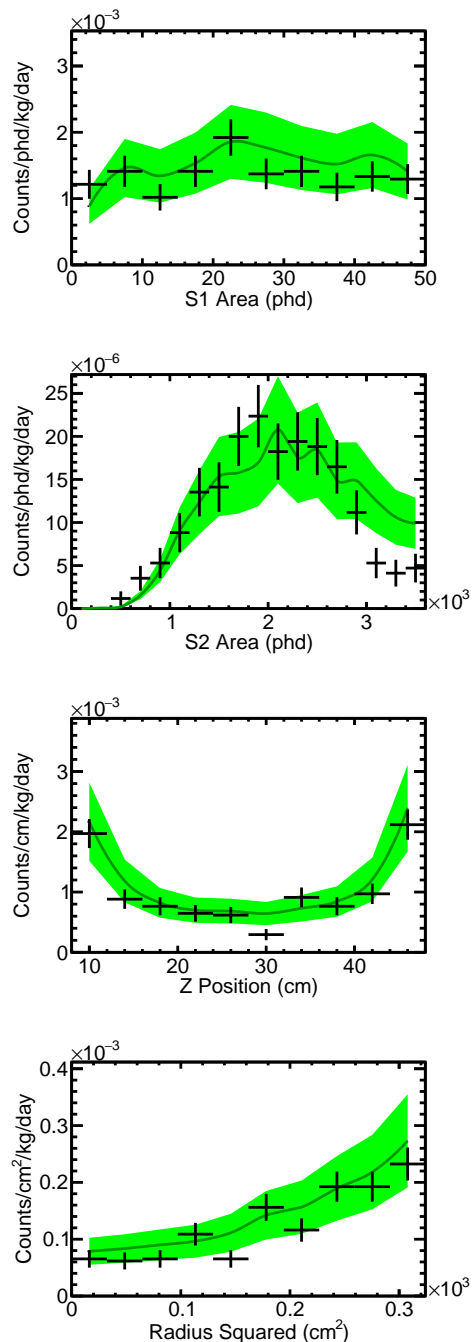 ×10⁻³
Counts/phd/kg/day
3
2
1
0
0 10 20 30 40 50
S1 Area (phd)
×10⁻⁶
Counts/phd/kg/day
25
20
15
10
5
0
0 1 2 3 ×10³
S2 Area (phd)
×10⁻³
Counts/cm/kg/day
3
2
1
0
10 20 30 40
Z Position (cm)
×10⁻³
Counts/cm²/kg/day
0.4
0.3
0.2
0.1
0
0 0.1 0.2 0.3 ×10³
Radius Squared (cm²)